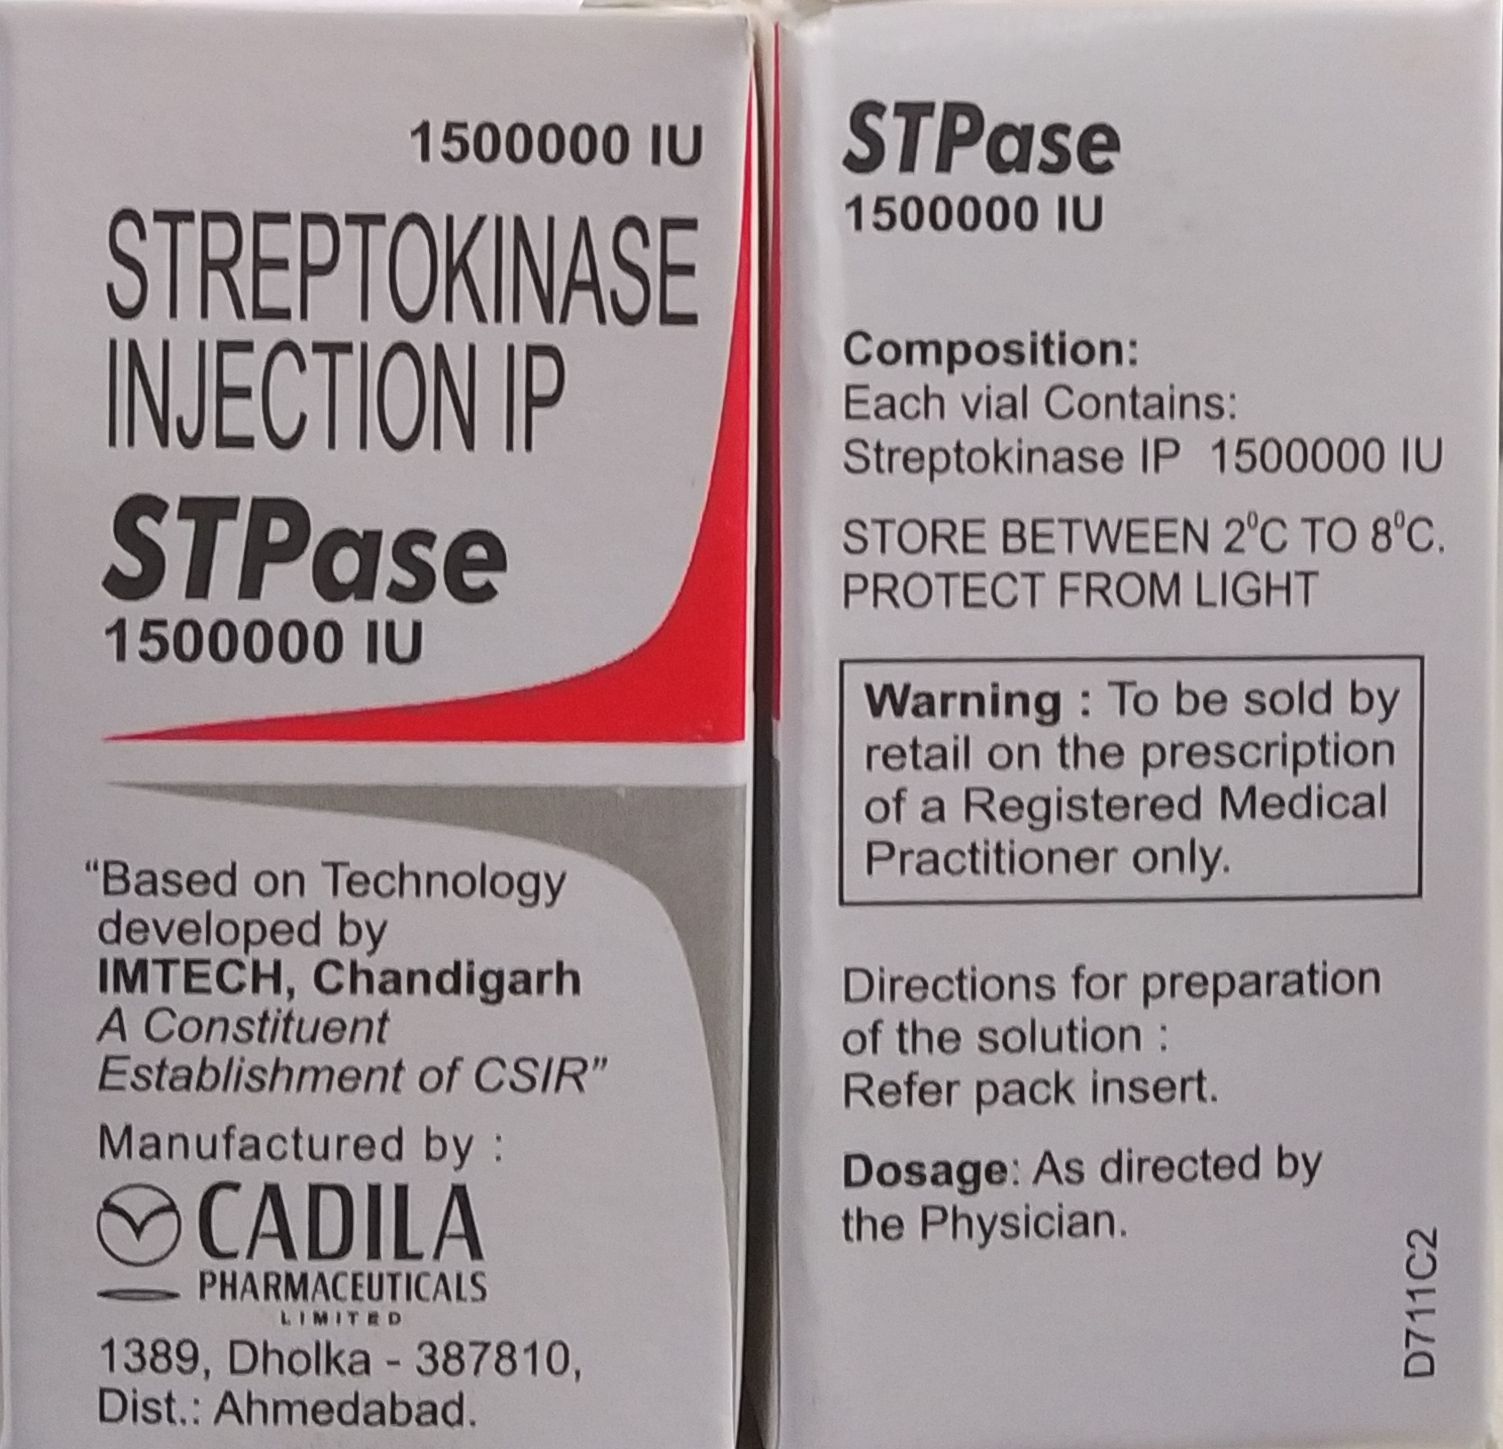 1500000 IU
STREPTOKINASE
INJECTION IP
STPase
1500000 IU
“Based on Technology
developed by
IMTECH, Chandigarh
A Constituent
Establishment of CSIR”
Manufactured by :
CADILA
PHARMACEUTICALS
LIMITED
1389, Dholka - 387810,
Dist.: Ahmedabad.
STPase
1500000 IU
Composition:
Each vial Contains:
Streptokinase IP 1500000 IU
STORE BETWEEN 2⁰C TO 8⁰C.
PROTECT FROM LIGHT
Warning : To be sold by
retail on the prescription
of a Registered Medical
Practitioner only.
Directions for preparation
of the solution :
Refer pack insert.
Dosage: As directed by
the Physician.
D711C2